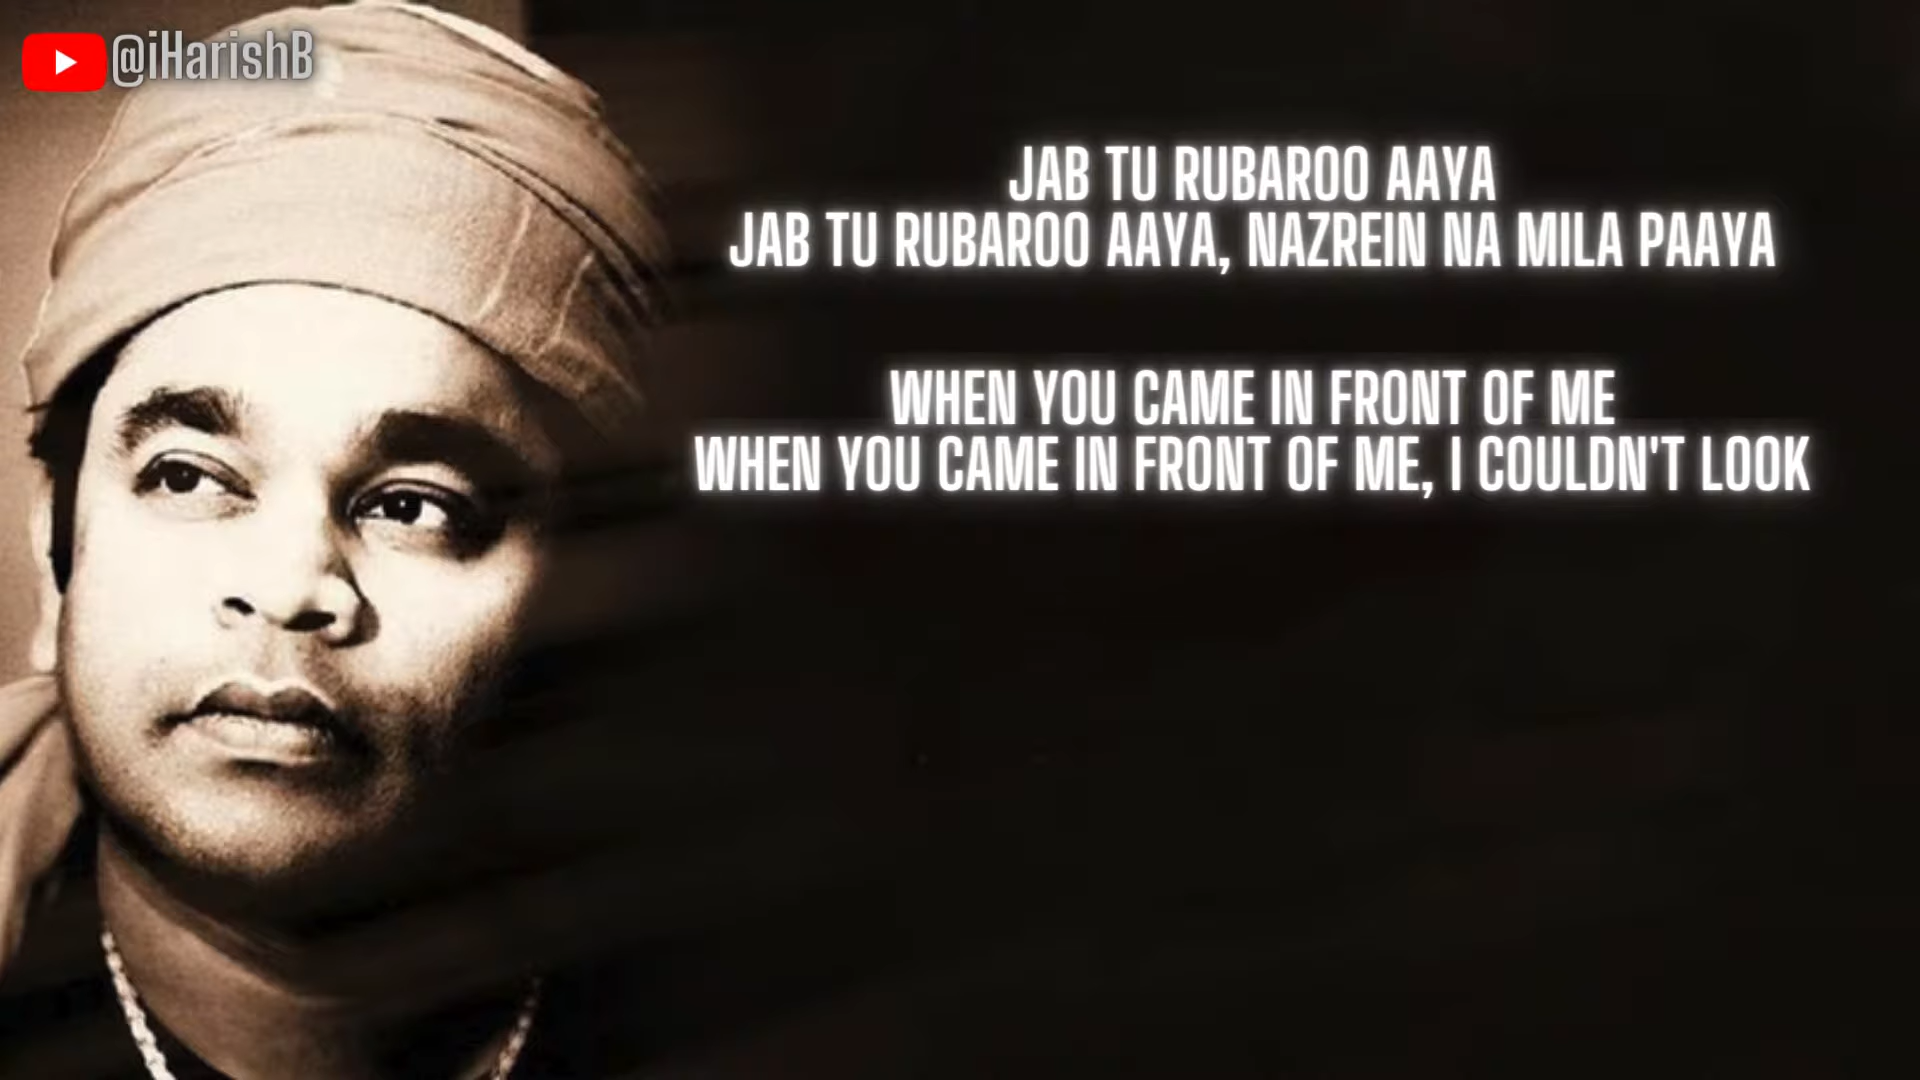 @iHarishB
JAB TU RUBAROO AAYA
JAB TU RUBAROO AAYA, NAZREIN NA MILA PAAYA
WHEN YOU CAME IN FRONT OF ME
WHEN YOU CAME IN FRONT OF ME, I COULDN'T LOOK